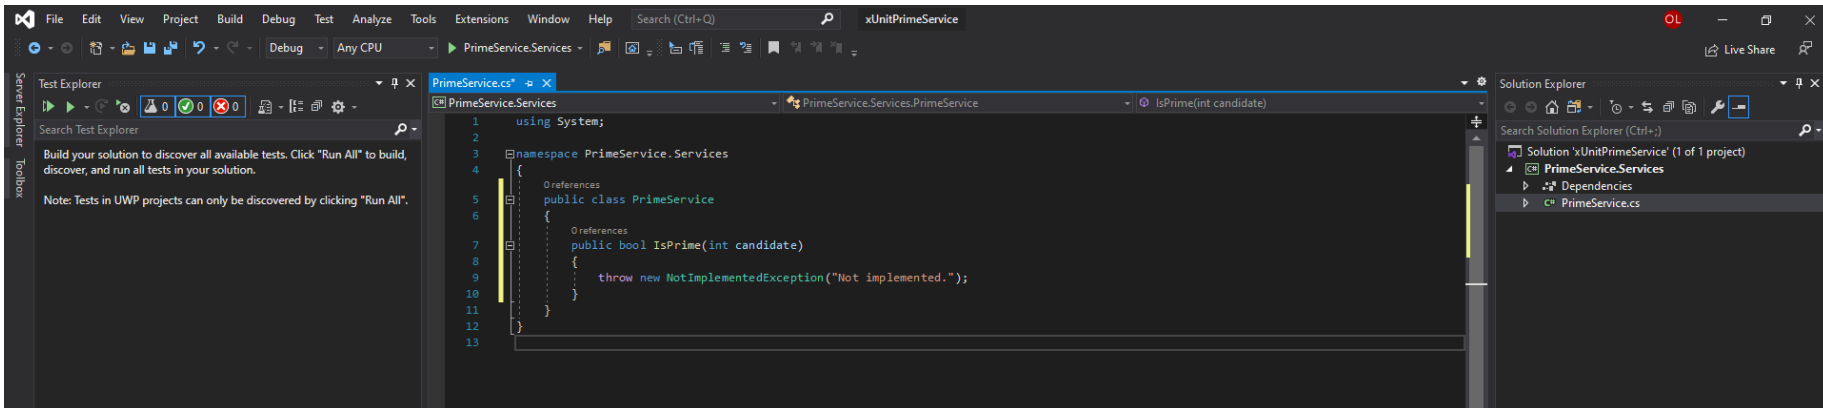 File Edit View Project Build Debug Test Analyze Tools Extensions Window Help Search (Ctrl+Q) xUnitPrimeService OL
Debug Any CPU PrimeService.Services Live Share
Server Explorer
Toolbox
Test Explorer
0 0 0
Search Test Explorer
Build your solution to discover all available tests. Click "Run All" to build,
discover, and run all tests in your solution.
Note: Tests in UWP projects can only be discovered by clicking "Run All".
PrimeService.cs*
C# PrimeService.Services PrimeService.Services.PrimeService IsPrime(int candidate)
1 using System;
2
3 namespace PrimeService.Services
4 {
0 references
5 public class PrimeService
6 {
0 references
7 public bool IsPrime(int candidate)
8 {
9 throw new NotImplementedException("Not implemented.");
10 }
11 }
12 }
13
Solution Explorer
Search Solution Explorer (Ctrl+;)
Solution 'xUnitPrimeService' (1 of 1 project)
C# PrimeService.Services
Dependencies
C# PrimeService.cs